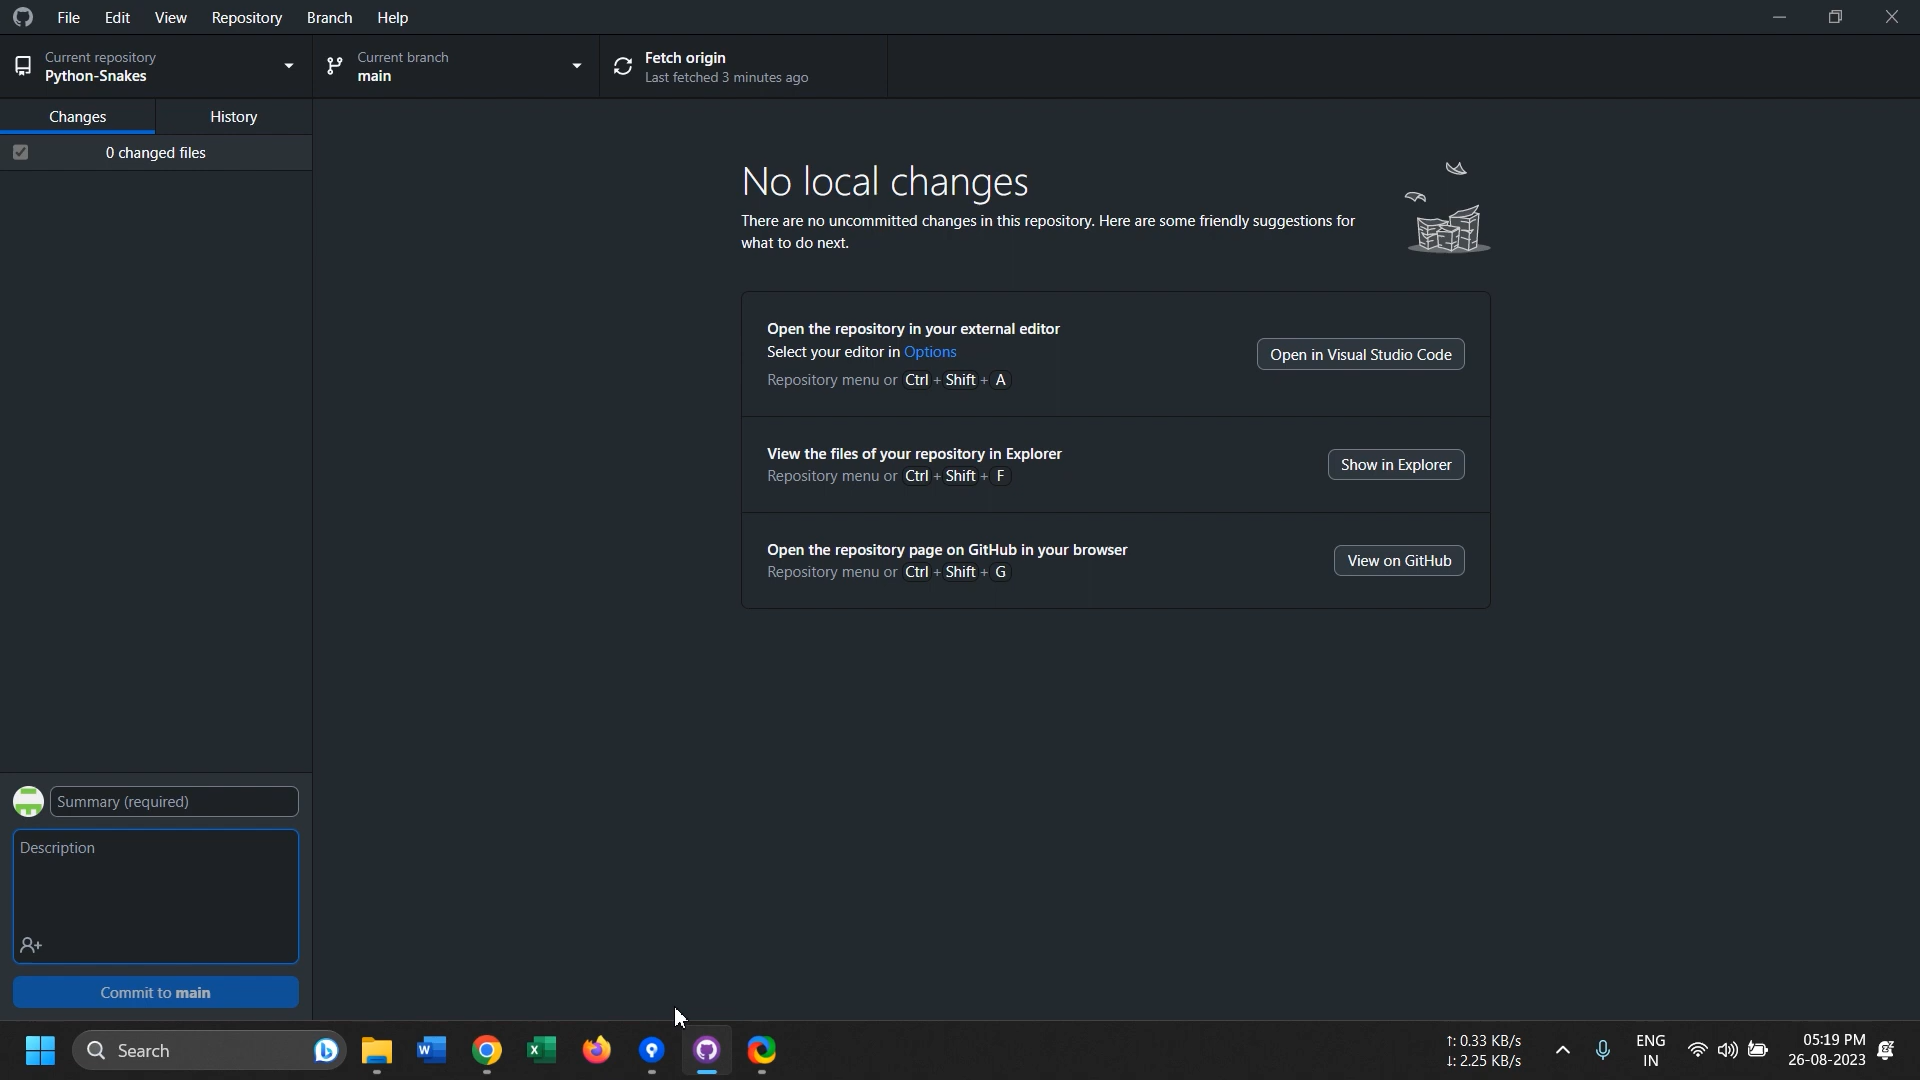 File Edit View Repository Branch Help
Current repository
Python-Snakes
Current branch
main
Fetch origin
Last fetched 3 minutes ago
Changes History
0 changed files
No local changes
There are no uncommitted changes in this repository. Here are some friendly suggestions for
what to do next.
Open the repository in your external editor
Select your editor in Options
Repository menu or Ctrl + Shift + A
Open in Visual Studio Code
View the files of your repository in Explorer
Repository menu or Ctrl + Shift + F
Show in Explorer
Open the repository page on GitHub in your browser
Repository menu or Ctrl + Shift + G
View on GitHub
Summary (required)
Description
Commit to main
Search
↑: 0.33 KB/s
↓: 2.25 KB/s
ENG
IN
05:19 PM
26-08-2023